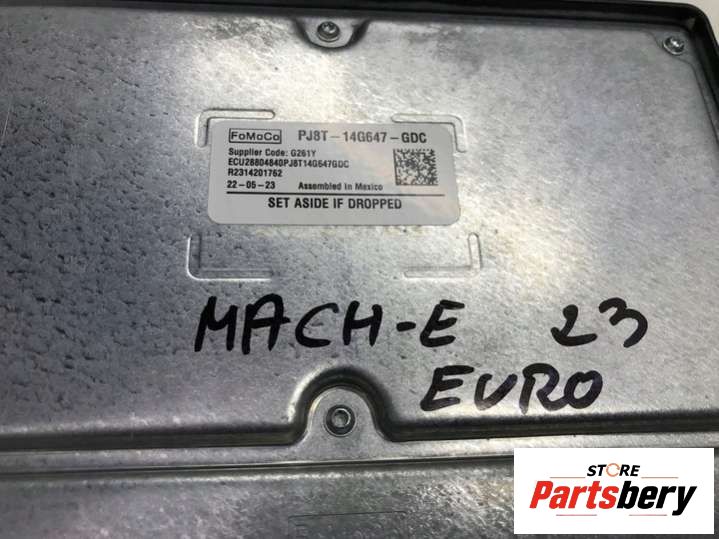 FoMoCo PJ8T-14G647-GDC
Supplier Code: G261Y
ECU28804840PJ8T14G647GDC
R2314201762
22-05-23 Assembled in Mexico
SET ASIDE IF DROPPED
MACH-E 23
EURO
STORE
Partsbery